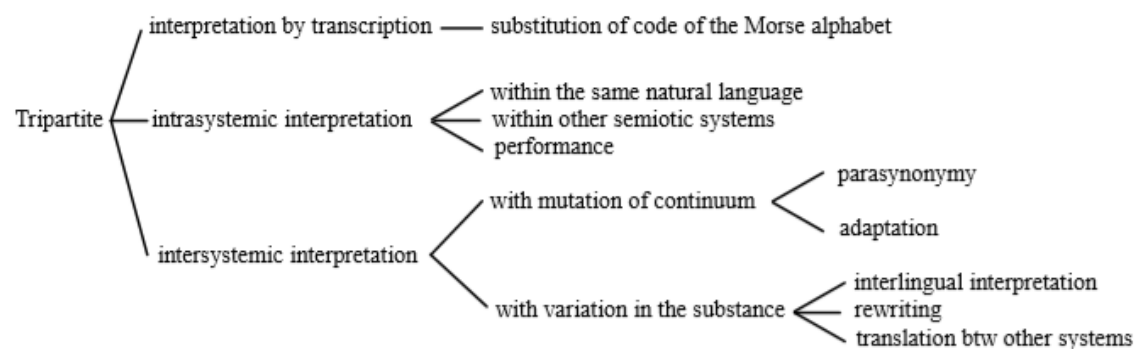 interpretation by transcription
substitution of code of the Morse alphabet
Tripartite
intrasystemic interpretation
within the same natural language
within other semiotic systems
performance
intersystemic interpretation
with mutation of continuum
parasynonymy
adaptation
with variation in the substance
interlingual interpretation
rewriting
translation btw other systems